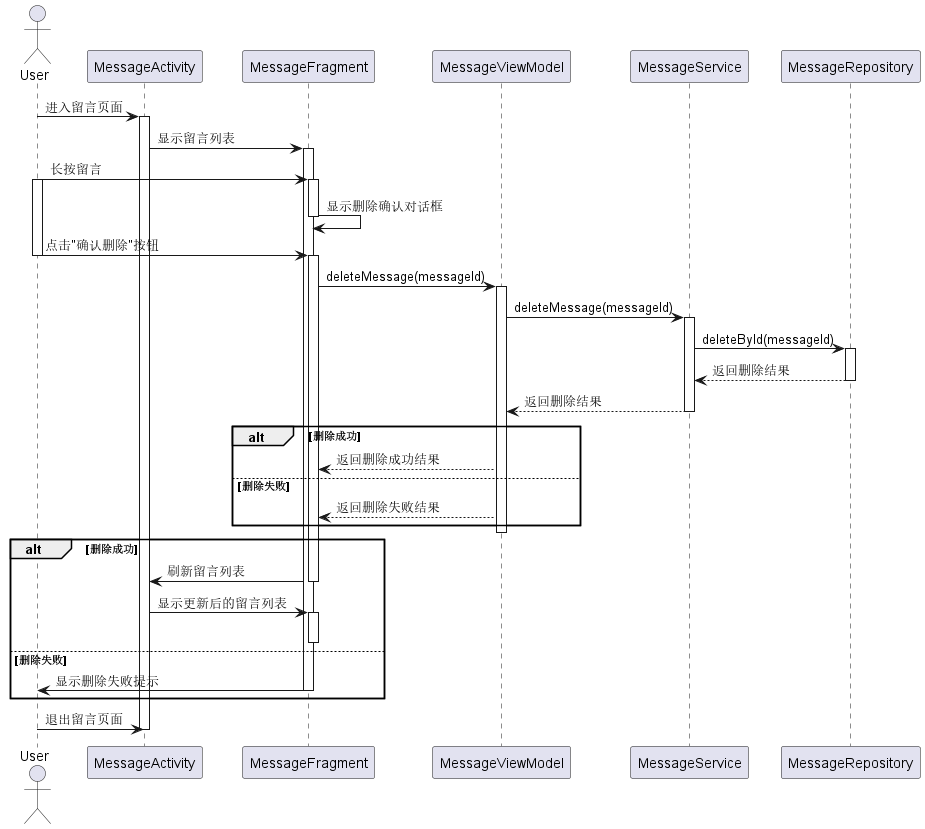 User
MessageActivity
MessageFragment
MessageViewModel
MessageService
MessageRepository
进入留言页面
显示留言列表
长按留言
显示删除确认对话框
点击"确认删除"按钮
deleteMessage(messageId)
deleteMessage(messageId)
deleteById(messageId)
返回删除结果
返回删除结果
alt
[删除成功]
返回删除成功结果
[删除失败]
返回删除失败结果
alt
[删除成功]
刷新留言列表
显示更新后的留言列表
[删除失败]
显示删除失败提示
退出留言页面
User
MessageActivity
MessageFragment
MessageViewModel
MessageService
MessageRepository